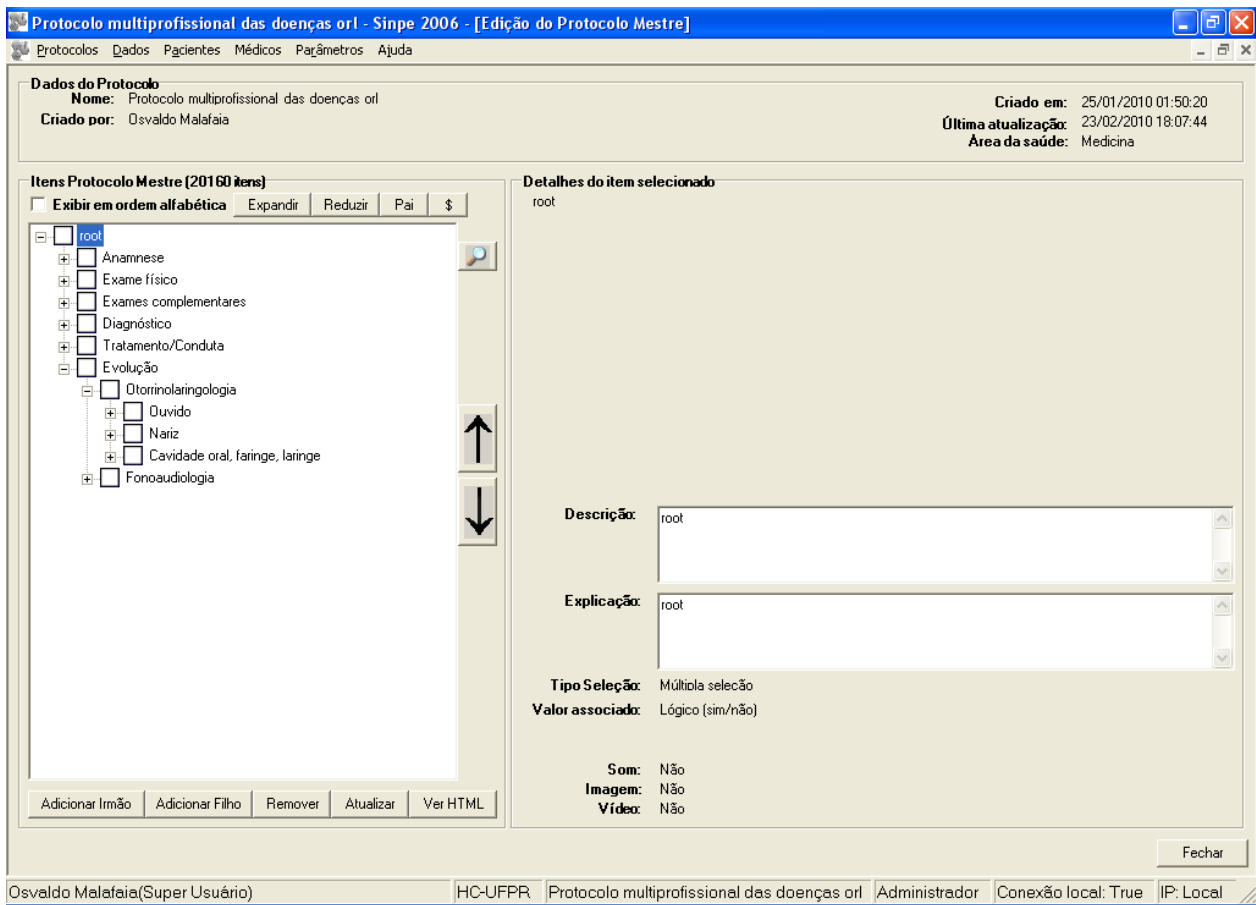 Protocolo multiprofissional das doenças orl - Sinpe 2006 - [Edição do Protocolo Mestre]
Protocolos Dados Pacientes Médicos Parâmetros Ajuda
Dados do Protocolo
Nome: Protocolo multiprofissional das doenças orl
Criado por: Osvaldo Malafaia
Criado em: 25/01/2010 01:50:20
Última atualização: 23/02/2010 18:07:44
Área da saúde: Medicina
Itens Protocolo Mestre (20160 itens)
Exibir em ordem alfabética Expandir Reduzir Pai $
root
Anamnese
Exame físico
Exames complementares
Diagnóstico
Tratamento/Conduta
Evolução
Otorrinolaringologia
Ouvido
Nariz
Cavidade oral, faringe, laringe
Fonoaudiologia
Adicionar Irmão Adicionar Filho Remover Atualizar Ver HTML
Detalhes do item selecionado
root
Descrição: root
Explicação: root
Tipo Seleção: Múltipla seleção
Valor associado: Lógico (sim/não)
Som: Não
Imagem: Não
Vídeo: Não
Fechar
Osvaldo Malafaia(Super Usuário) HC-UFPR Protocolo multiprofissional das doenças orl Administrador Conexão local: True IP: Local